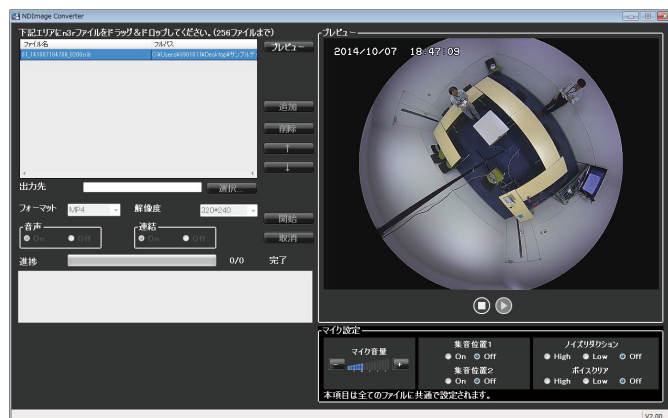 NDImage Converter
下記エリアにn3rファイルをドラッグ&ドロップしてください。(256ファイルまで)
ファイル名 フルパス
プレビュー
追加
削除
↑
↓
出力先 選択...
フォーマット MP4 解像度 320*240
開始
音声 On Off 連結 On Off
取消
進捗 0/0 完了
プレビュー
2014/10/07 18:47:09
マイク設定
マイク音量
- +
集音位置1
On Off
集音位置2
On Off
ノイズリダクション
High Low Off
ボイスクリア
High Low Off
本項目は全てのファイルに共通で設定されます。
V2.00